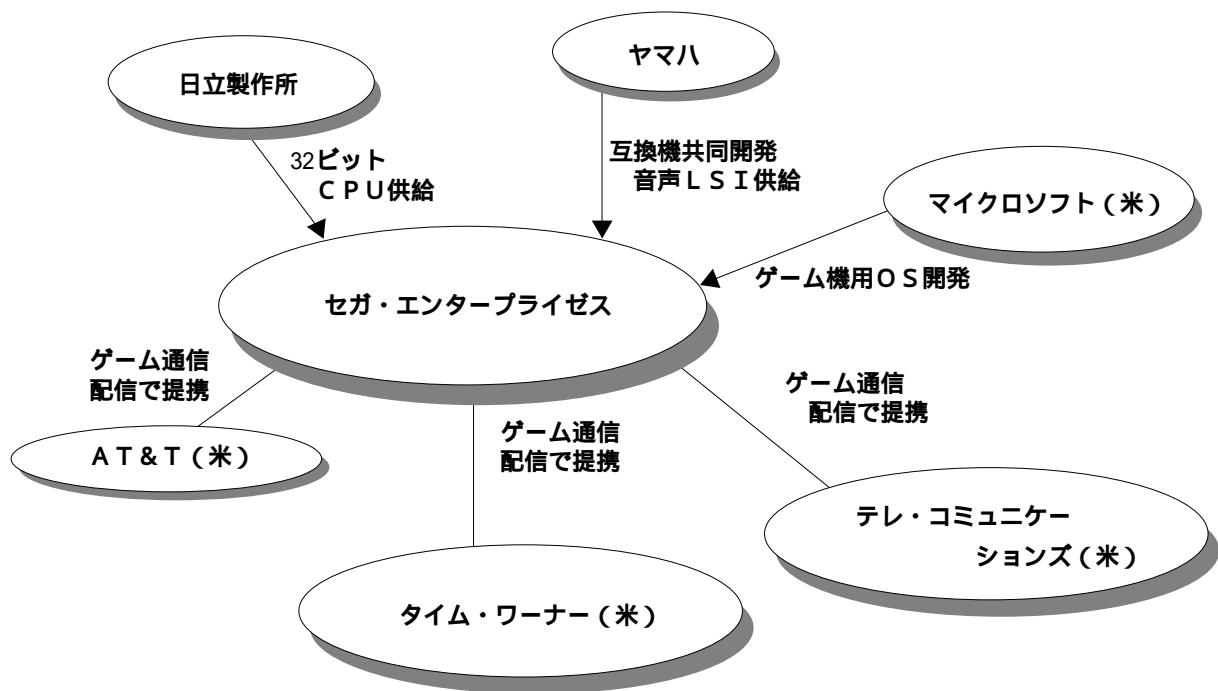 日立製作所
ヤマハ
32ビット
ＣＰＵ供給
互換機共同開発
音声ＬＳＩ供給
マイクロソフト（米）
ゲーム機用ＯＳ開発
セガ・エンタープライゼス
ゲーム通信
配信で提携
ゲーム通信
配信で提携
ゲーム通信
配信で提携
ＡＴ＆Ｔ（米）
テレ・コミュニケー
ションズ（米）
タイム・ワーナー（米）